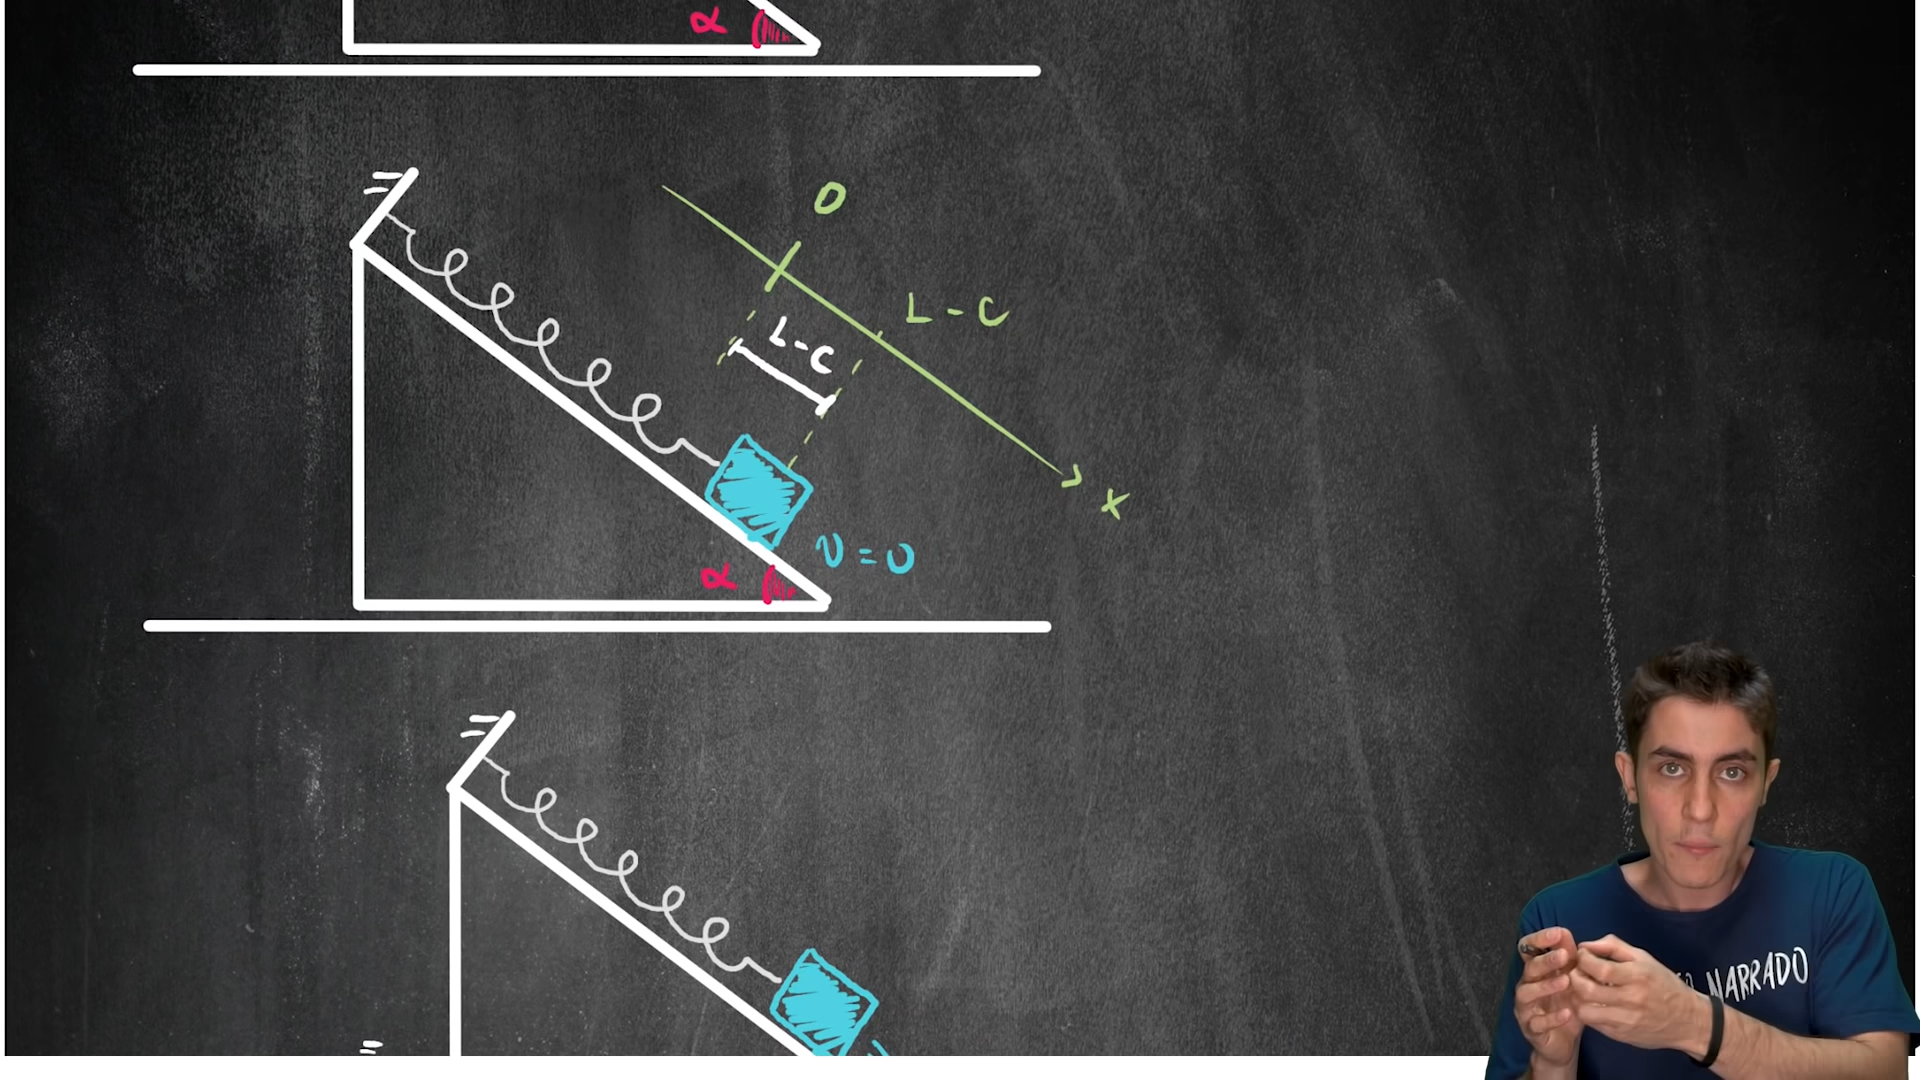 α
0
L - C
L-C
x
v = 0
α
NARRADO